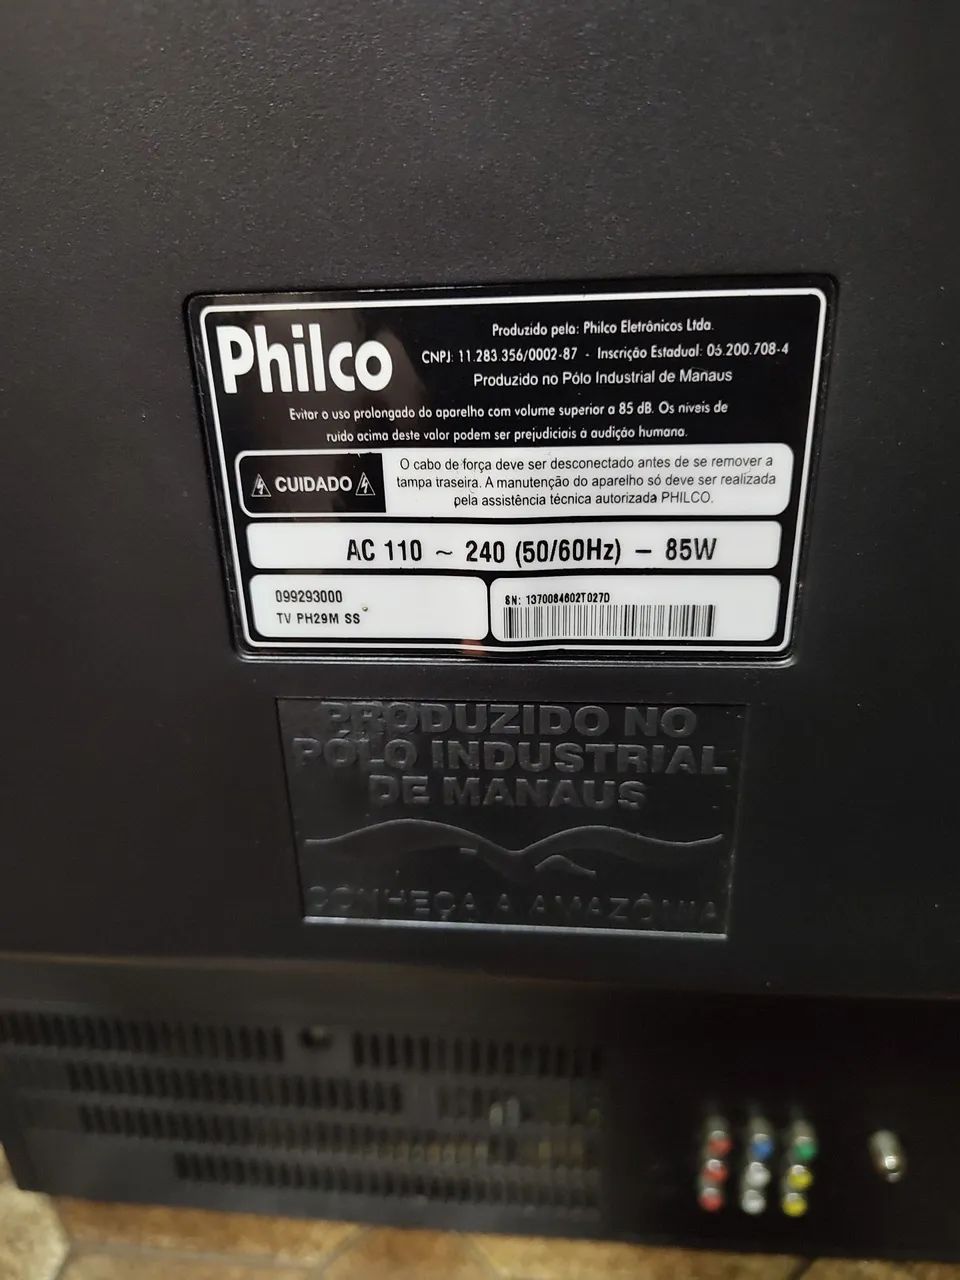 Philco
Produzido pela: Philco Eletrônicos Ltda.
CNPJ: 11.283.356/0002-87 - Inscrição Estadual: 05.200.708-4
Produzido no Pólo Industrial de Manaus
Evitar o uso prolongado do aparelho com volume superior a 85 dB. Os níveis de
ruído acima deste valor podem ser prejudiciais à audição humana.
CUIDADO
O cabo de força deve ser desconectado antes de se remover a
tampa traseira. A manutenção do aparelho só deve ser realizada
pela assistência técnica autorizada PHILCO.
AC 110 ~ 240 (50/60Hz) – 85W
099293000
TV PH29M SS
SN: 1370084602T027D
PRODUZIDO NO
PÓLO INDUSTRIAL
DE MANAUS
CONHEÇA A AMAZÔNIA